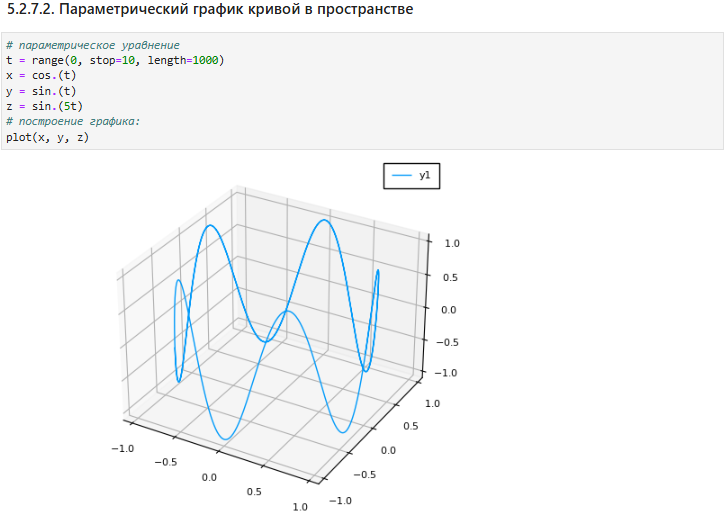 5.2.7.2. Параметрический график кривой в пространстве
# параметрическое уравнение
t = range(0, stop=10, length=1000)
x = cos.(t)
y = sin.(t)
z = sin.(5t)
# построение графика:
plot(x, y, z)
y1
1.0
0.5
0.0
−0.5
−1.0
1.0
0.5
0.0
−0.5
−1.0
−1.0
−0.5
0.0
0.5
1.0